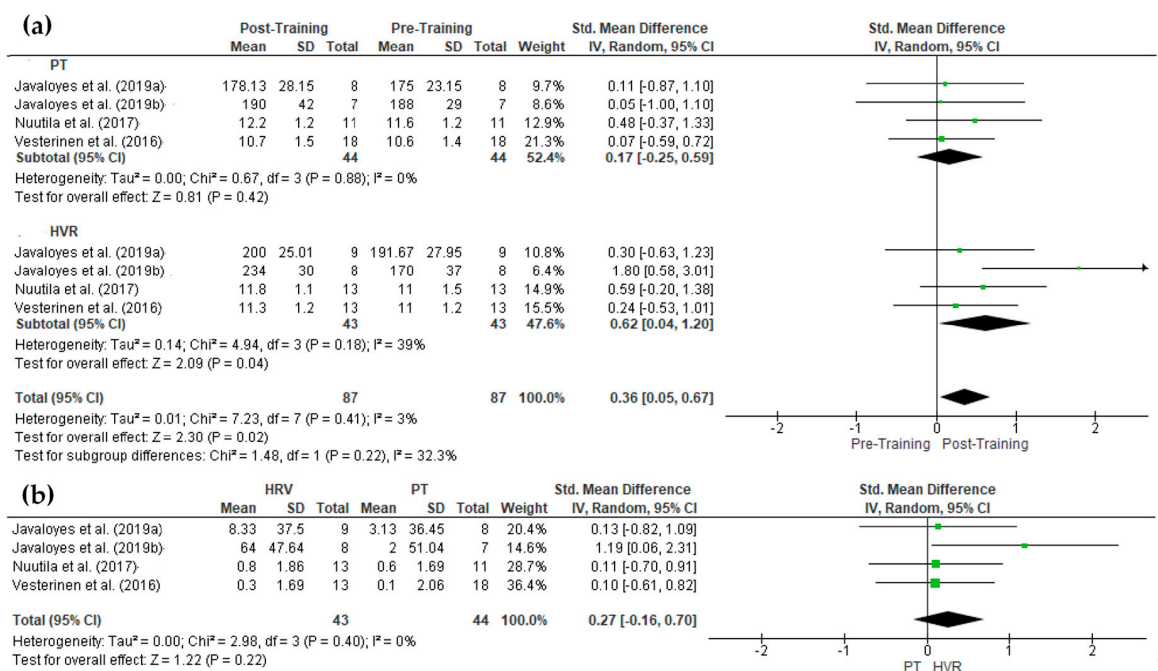 (a)
Post-Training Pre-Training Std. Mean Difference Std. Mean Difference
Mean SD Total Mean SD Total Weight IV, Random, 95% CI IV, Random, 95% CI
PT
Javaloyes et al. (2019a) 178.13 28.15 8 175 23.15 8 9.7% 0.11 [-0.87, 1.10]
Javaloyes et al. (2019b) 190 42 7 188 29 7 8.6% 0.05 [-1.00, 1.10]
Nuutila et al. (2017) 12.2 1.2 11 11.6 1.2 11 12.9% 0.48 [-0.37, 1.33]
Vesterinen et al. (2016) 10.7 1.5 18 10.6 1.4 18 21.3% 0.07 [-0.59, 0.72]
Subtotal (95% CI) 44 44 52.4% 0.17 [-0.25, 0.59]
Heterogeneity: Tau² = 0.00; Chi² = 0.67, df = 3 (P = 0.88); I² = 0%
Test for overall effect: Z = 0.81 (P = 0.42)
HVR
Javaloyes et al. (2019a) 200 25.01 9 191.67 27.95 9 10.8% 0.30 [-0.63, 1.23]
Javaloyes et al. (2019b) 234 30 8 170 37 8 6.4% 1.80 [0.58, 3.01]
Nuutila et al. (2017) 11.8 1.1 13 11 1.5 13 14.9% 0.59 [-0.20, 1.38]
Vesterinen et al. (2016) 11.3 1.2 13 11 1.2 13 15.5% 0.24 [-0.53, 1.01]
Subtotal (95% CI) 43 43 47.6% 0.62 [0.04, 1.20]
Heterogeneity: Tau² = 0.14; Chi² = 4.94, df = 3 (P = 0.18); I² = 39%
Test for overall effect: Z = 2.09 (P = 0.04)
Total (95% CI) 87 87 100.0% 0.36 [0.05, 0.67]
Heterogeneity: Tau² = 0.01; Chi² = 7.23, df = 7 (P = 0.41); I² = 3%
Test for overall effect: Z = 2.30 (P = 0.02)
Test for subgroup differences: Chi² = 1.48, df = 1 (P = 0.22), I² = 32.3%
-2 -1 0 1 2
Pre-Training Post-Training
(b)
HRV PT Std. Mean Difference Std. Mean Difference
Mean SD Total Mean SD Total Weight IV, Random, 95% CI IV, Random, 95% CI
Javaloyes et al. (2019a) 8.33 37.5 9 3.13 36.45 8 20.4% 0.13 [-0.82, 1.09]
Javaloyes et al. (2019b) 64 47.64 8 2 51.04 7 14.6% 1.19 [0.06, 2.31]
Nuutila et al. (2017) 0.8 1.86 13 0.6 1.69 11 28.7% 0.11 [-0.70, 0.91]
Vesterinen et al. (2016) 0.3 1.69 13 0.1 2.06 18 36.4% 0.10 [-0.61, 0.82]
Total (95% CI) 43 44 100.0% 0.27 [-0.16, 0.70]
Heterogeneity: Tau² = 0.00; Chi² = 2.98, df = 3 (P = 0.40); I² = 0%
Test for overall effect: Z = 1.22 (P = 0.22)
-2 -1 0 1 2
PT HVR